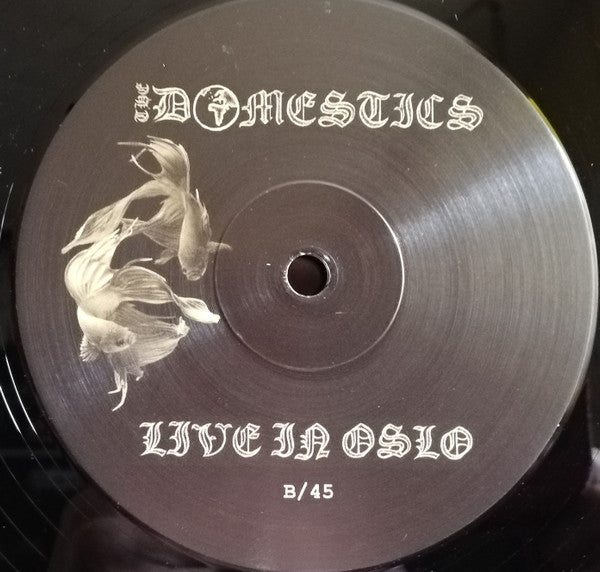 THE DOMESTICS
LIVE IN OSLO
B/45